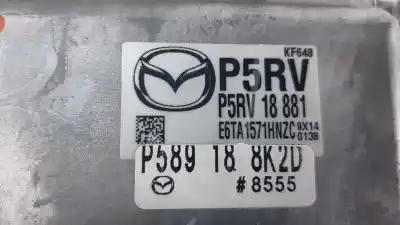 KF648
P5RV
P5RV 18 881
E6TA1571HNZC 9X14
0138
P589 18 8K2D
#8555